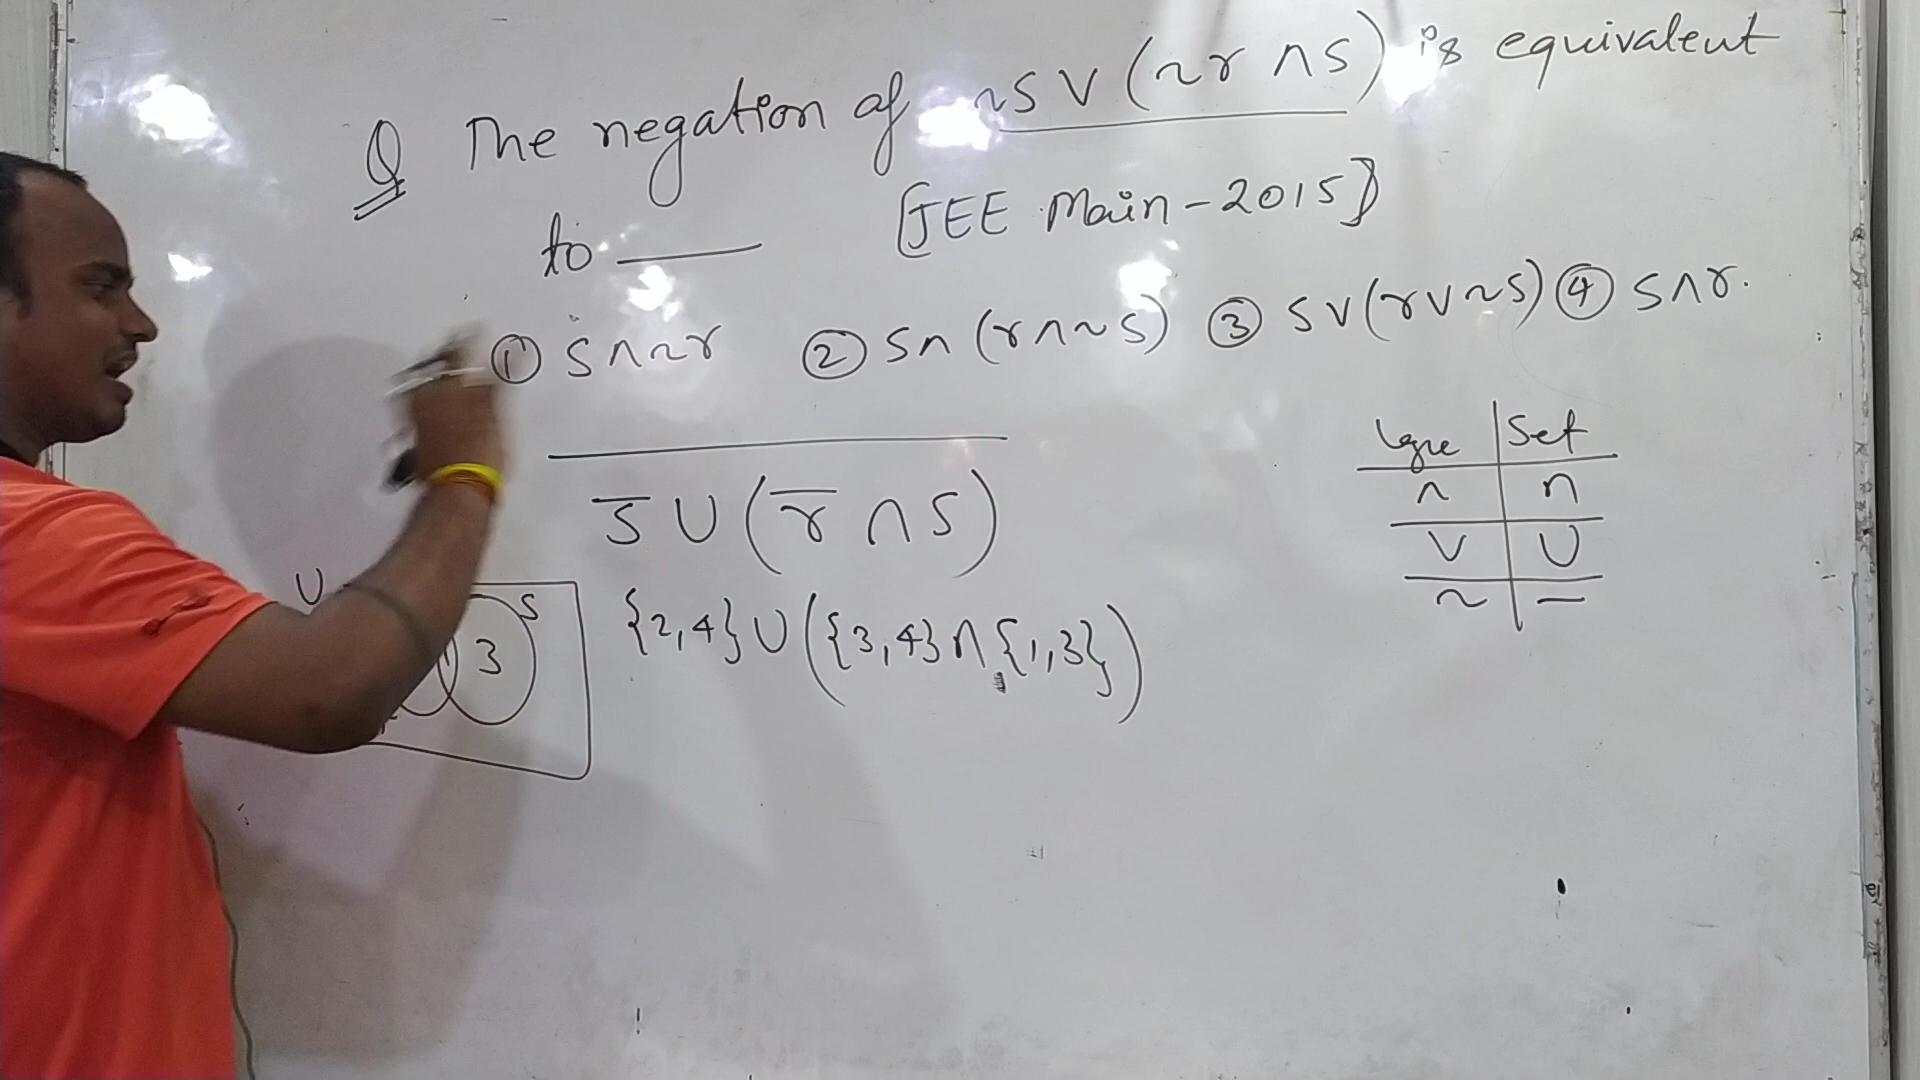 Q The negation of ~s ∨ (~r ∧ s) is equivalent
to ____ [JEE Main-2015]
① s ∧ ~r ② s ∧ (r ∧ ~s) ③ s ∨ (r ∨ ~s) ④ s ∧ r.
Logic Set
∧ ∩
∨ ∪
~ —
s̅ ∪ (r̅ ∩ s)
U S
1 3
{2,4} ∪ ({3,4} ∩ {1,3})